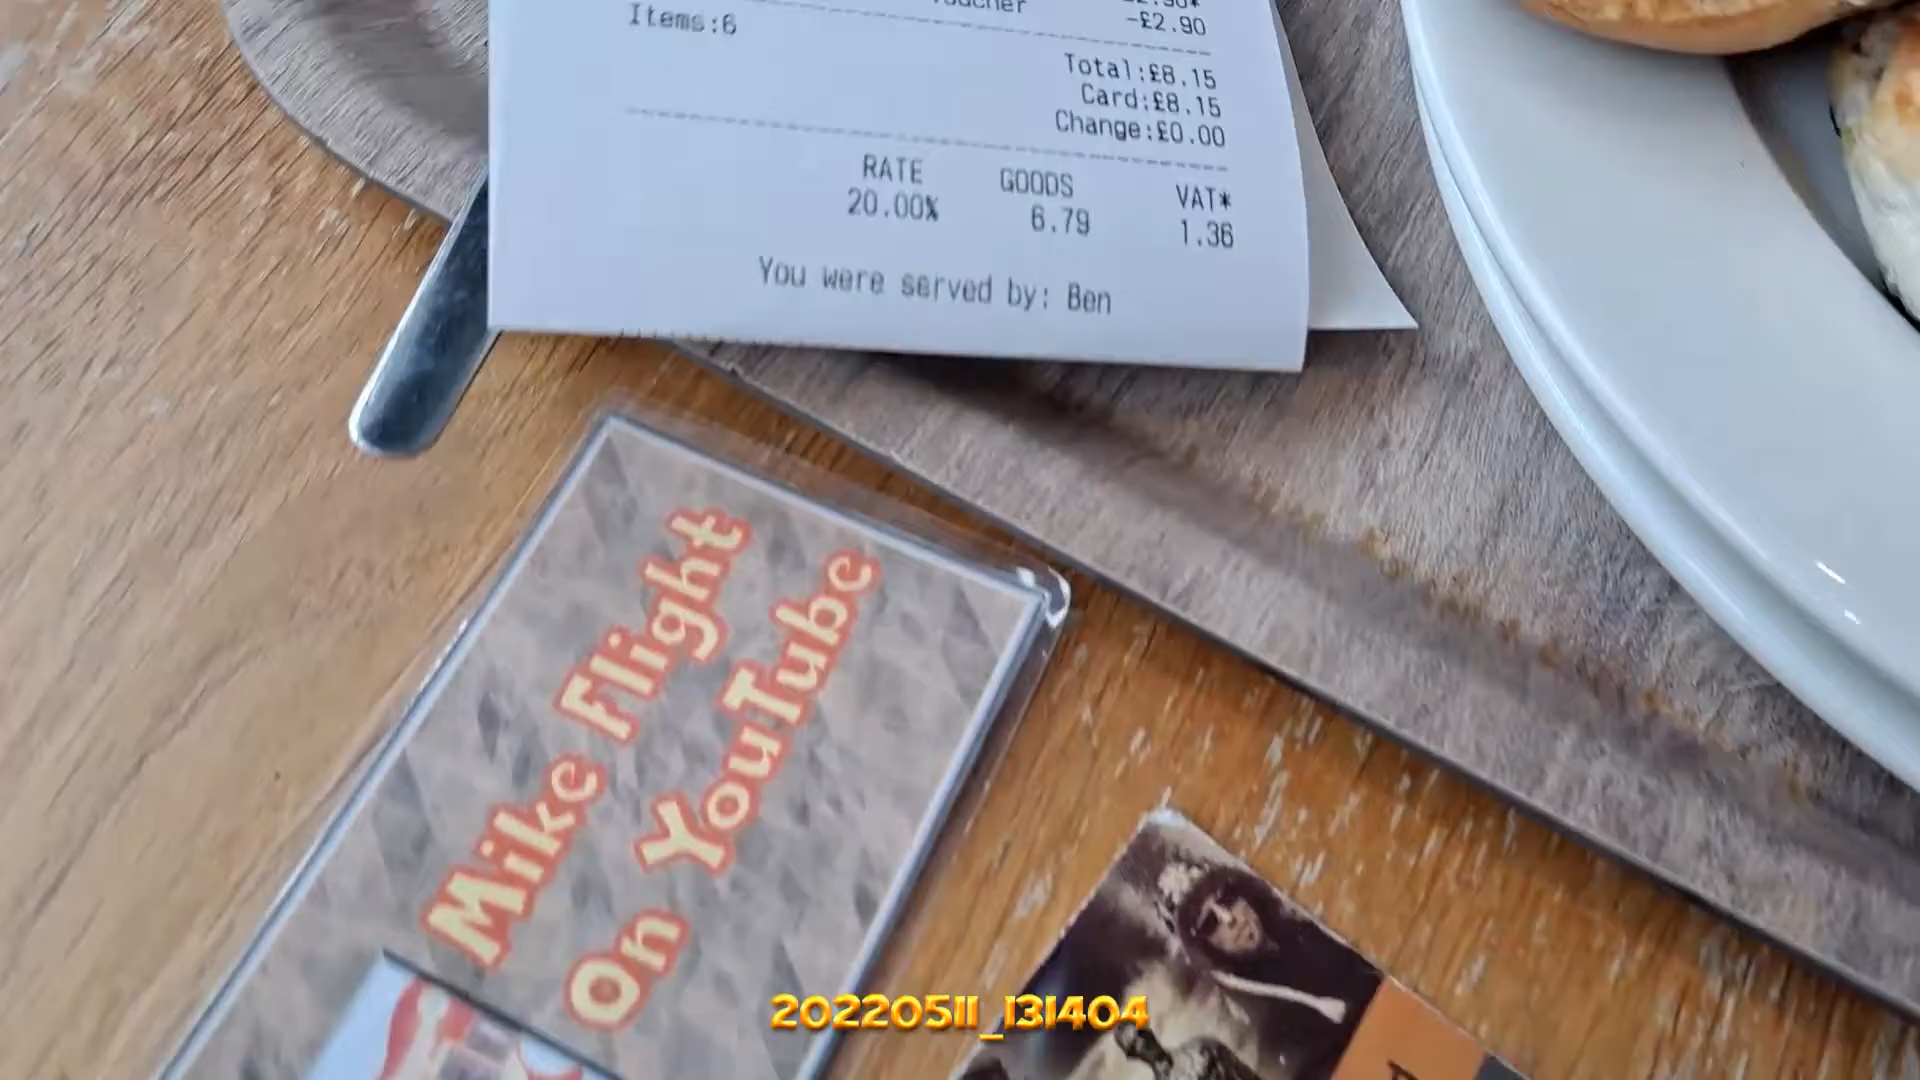 -£2.90
Items:6
Total:£8.15
Card:£8.15
Change:£0.00
RATE GOODS VAT*
20.00% 6.79 1.36
You were served by: Ben
Mike Flight
On YouTube
20220511_131404